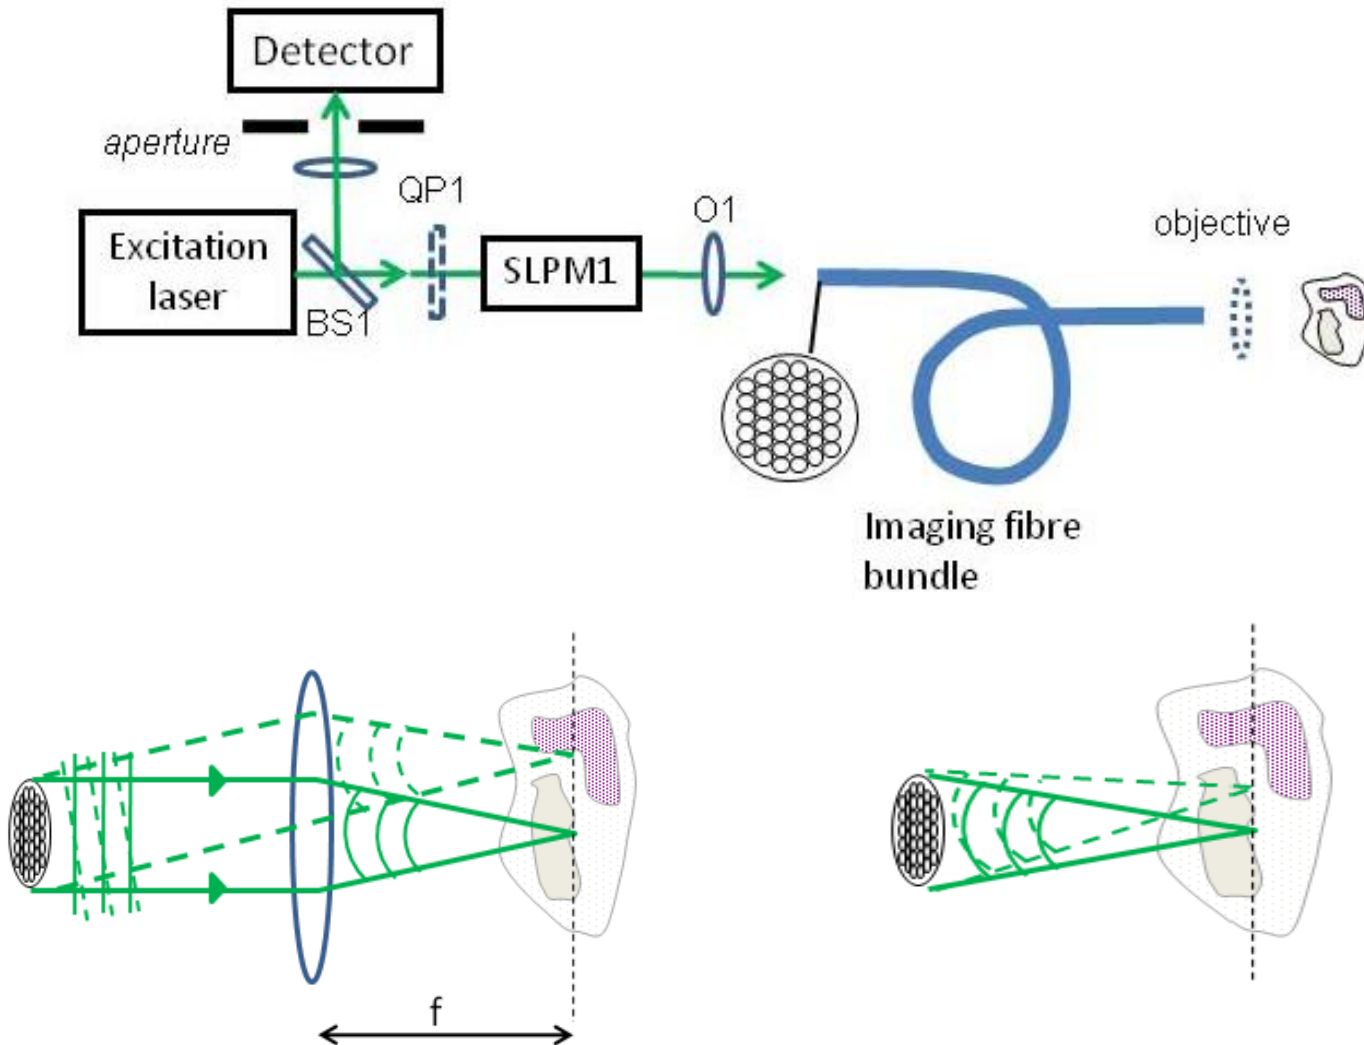 Detector
aperture
QP1
O1
objective
Excitation
laser
SLPM1
BS1
Imaging fibre
bundle
f